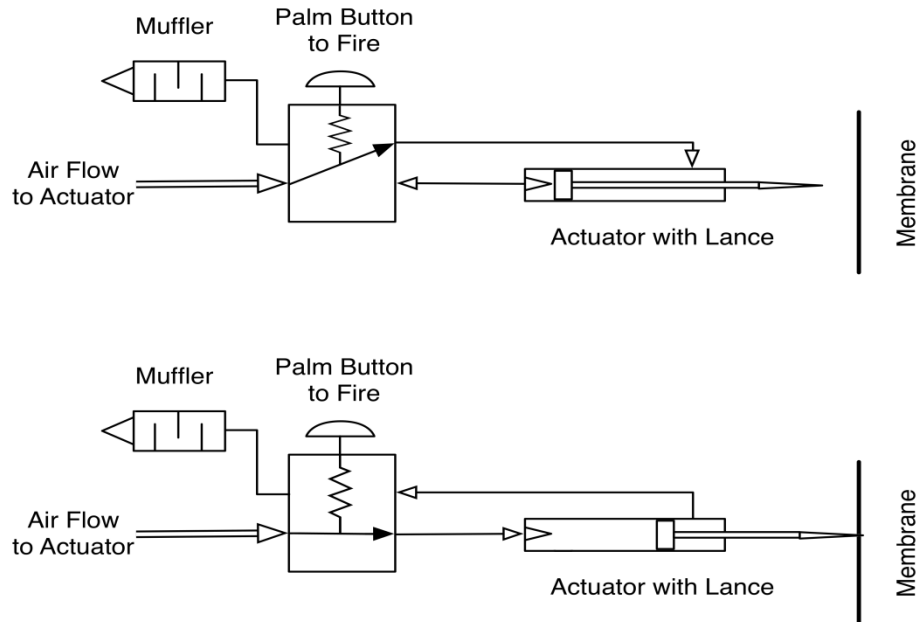 Muffler
Palm Button
to Fire
Air Flow
to Actuator
Actuator with Lance
Membrane
Muffler
Palm Button
to Fire
Air Flow
to Actuator
Actuator with Lance
Membrane